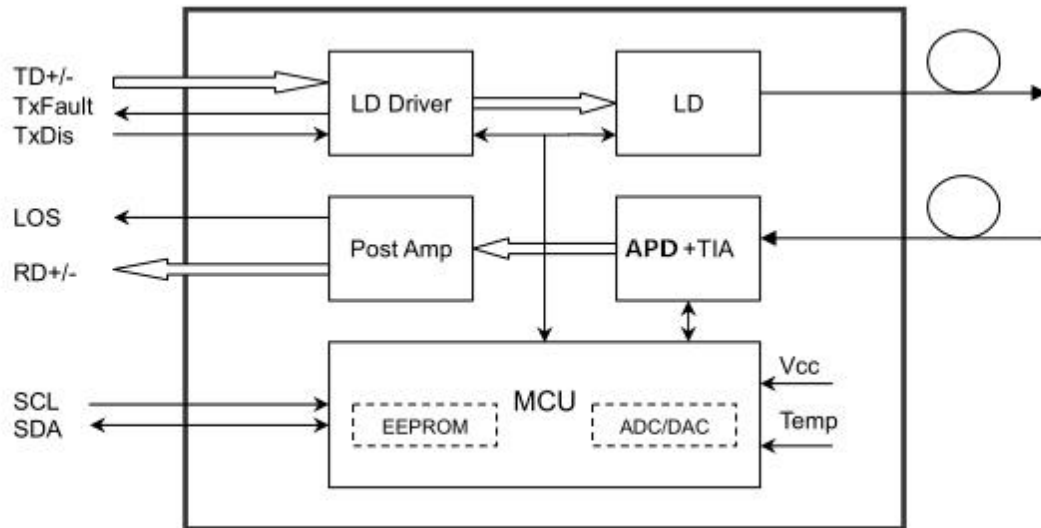 TD+/-
TxFault
TxDis
LD Driver
LD
LOS
RD+/-
Post Amp
APD +TIA
SCL
SDA
MCU
EEPROM
ADC/DAC
Vcc
Temp